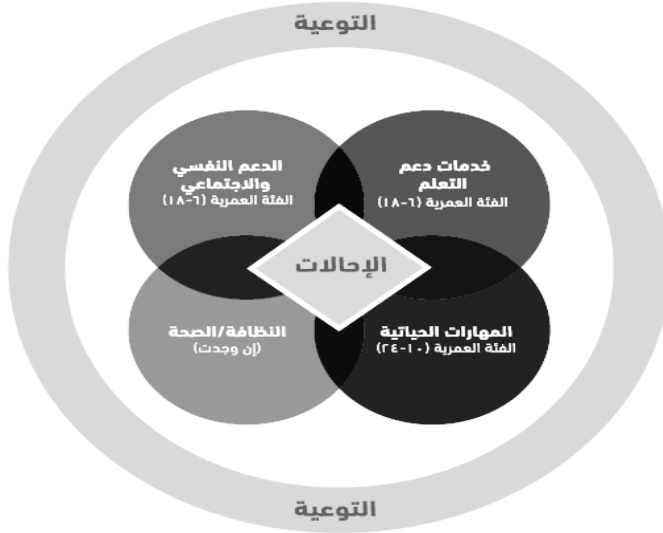 التوعية
خدمات دعم
التعلم
الفئة العمرية (٦-١٨)
الدعم النفسي
والاجتماعي
الفئة العمرية (٦-١٨)
الإحالات
المهارات الحياتية
الفئة العمرية (١٠-٢٤)
النظافة/الصحة
(إن وجدت)
التوعية